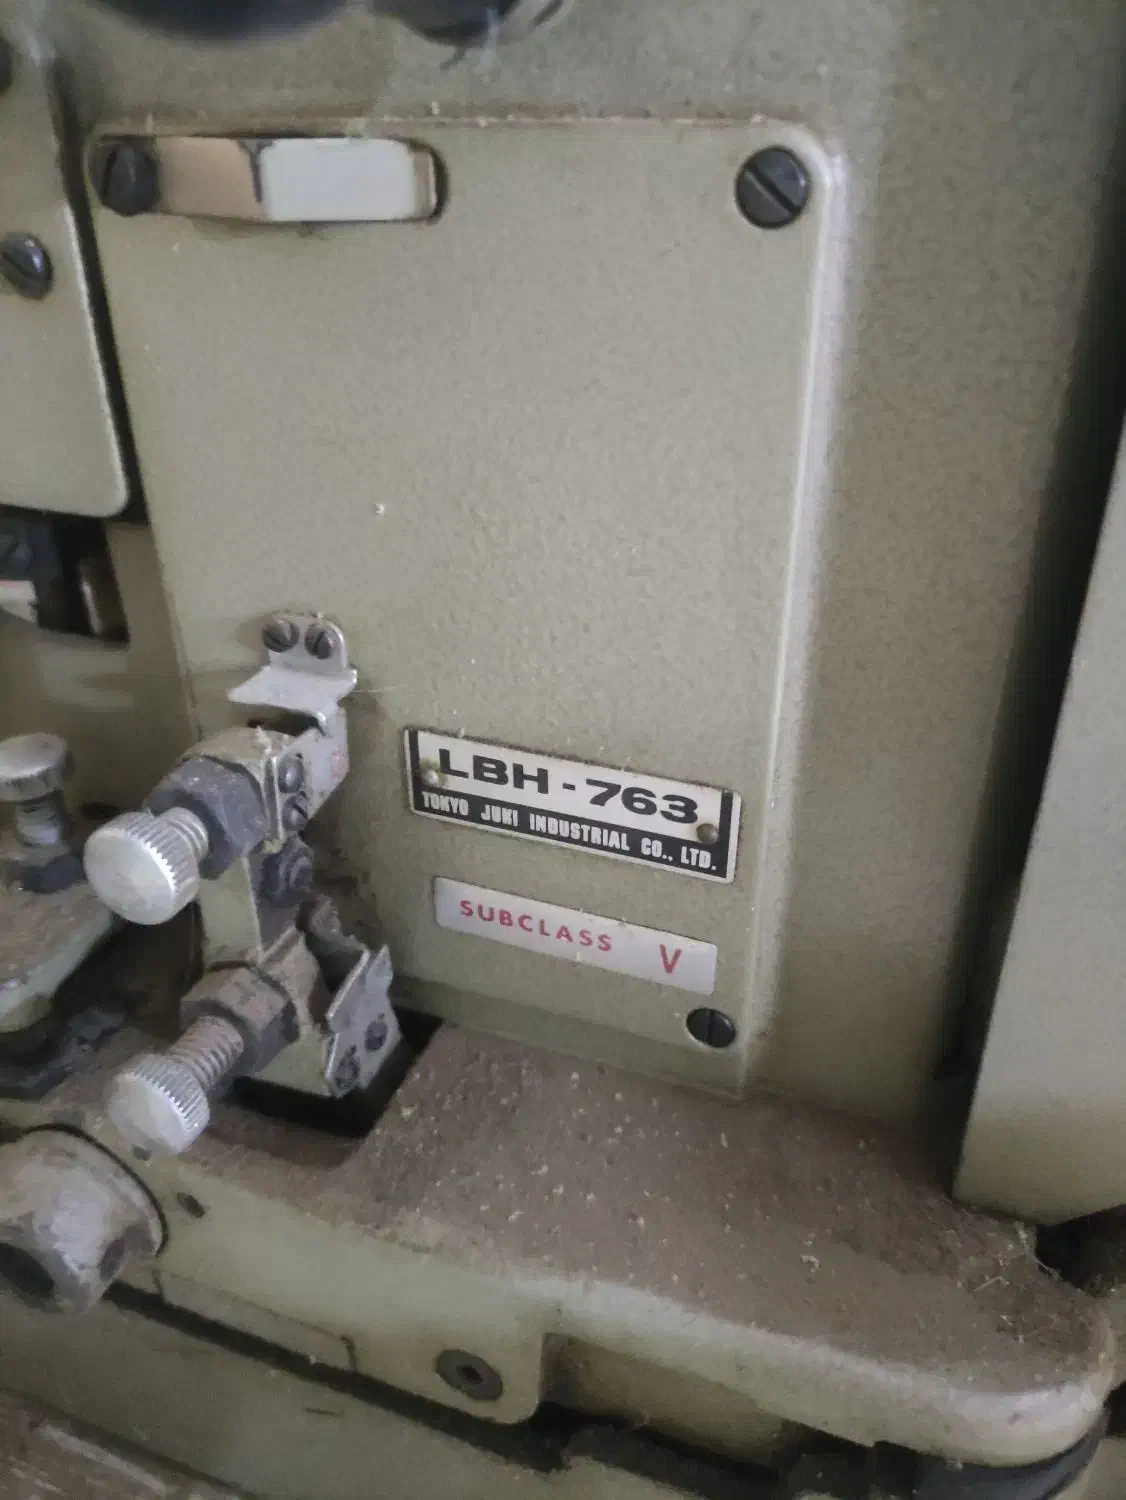 LBH-763
TOKYO JUKI INDUSTRIAL CO., LTD.
SUBCLASS V